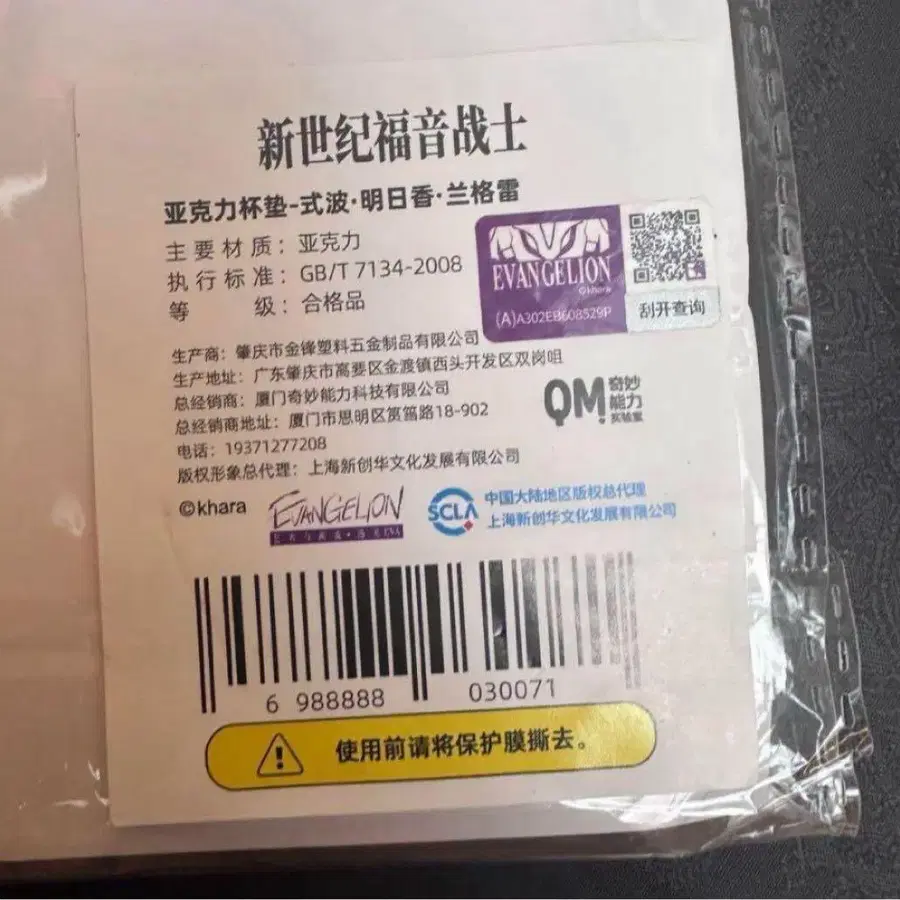 新世纪福音战士
亚克力杯垫-式波·明日香·兰格雷
主要材质：亚克力
执行标准：GB/T 7134-2008
等级：合格品
EVANGELION
©khara
(A)A302EB608529P
刮开查询
生产商：肇庆市金锋塑料五金制品有限公司
生产地址：广东肇庆市高要区金渡镇西头开发区双岗咀
总经销商：厦门奇妙能力科技有限公司
总经销商地址：厦门市思明区筼筜路18-902
电话：19371277208
版权形象总代理：上海新创华文化发展有限公司
QM
奇妙
能力
实验室
©khara
EVANGELION
SCLA
中国大陆地区版权总代理
上海新创华文化发展有限公司
6 988888 030071
使用前请将保护膜撕去。